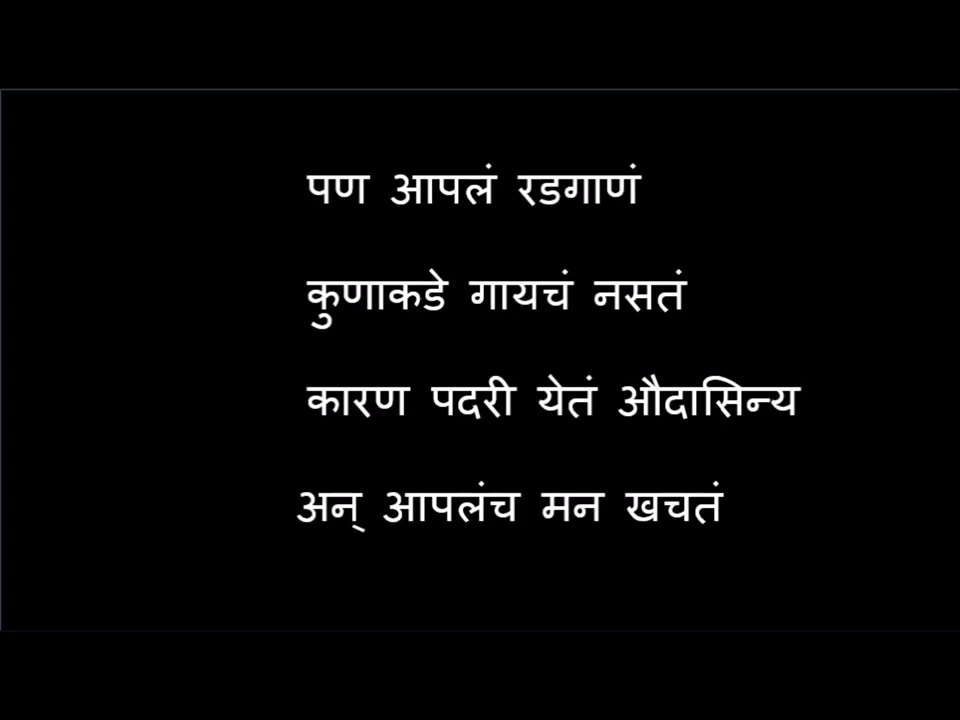 पण आपलं रडगाणं
कुणाकडे गायचं नसतं
कारण पदरी येतं औदासिन्य
अन् आपलंच मन खचतं